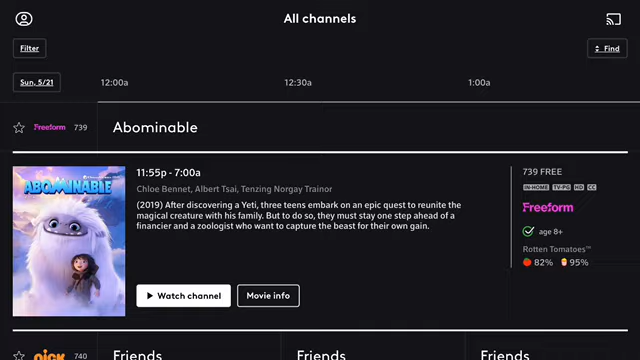 All channels
Filter
Find
Sun, 5/21
12:00a
12:30a
1:00a
Freeform
739
Abominable
ABOMINABLE
11:55p - 7:00a
Chloe Bennet, Albert Tsai, Tenzing Norgay Trainor
(2019) After discovering a Yeti, three teens embark on an epic quest to reunite the
magical creature with his family. But to do so, they must stay one step ahead of a
financier and a zoologist who want to capture the beast for their own gain.
Watch channel
Movie info
739 FREE
IN-HOME TV-PG HD CC
Freeform
age 8+
Rotten Tomatoes™
82% 95%
nick
740
Friends
Friends
Friends